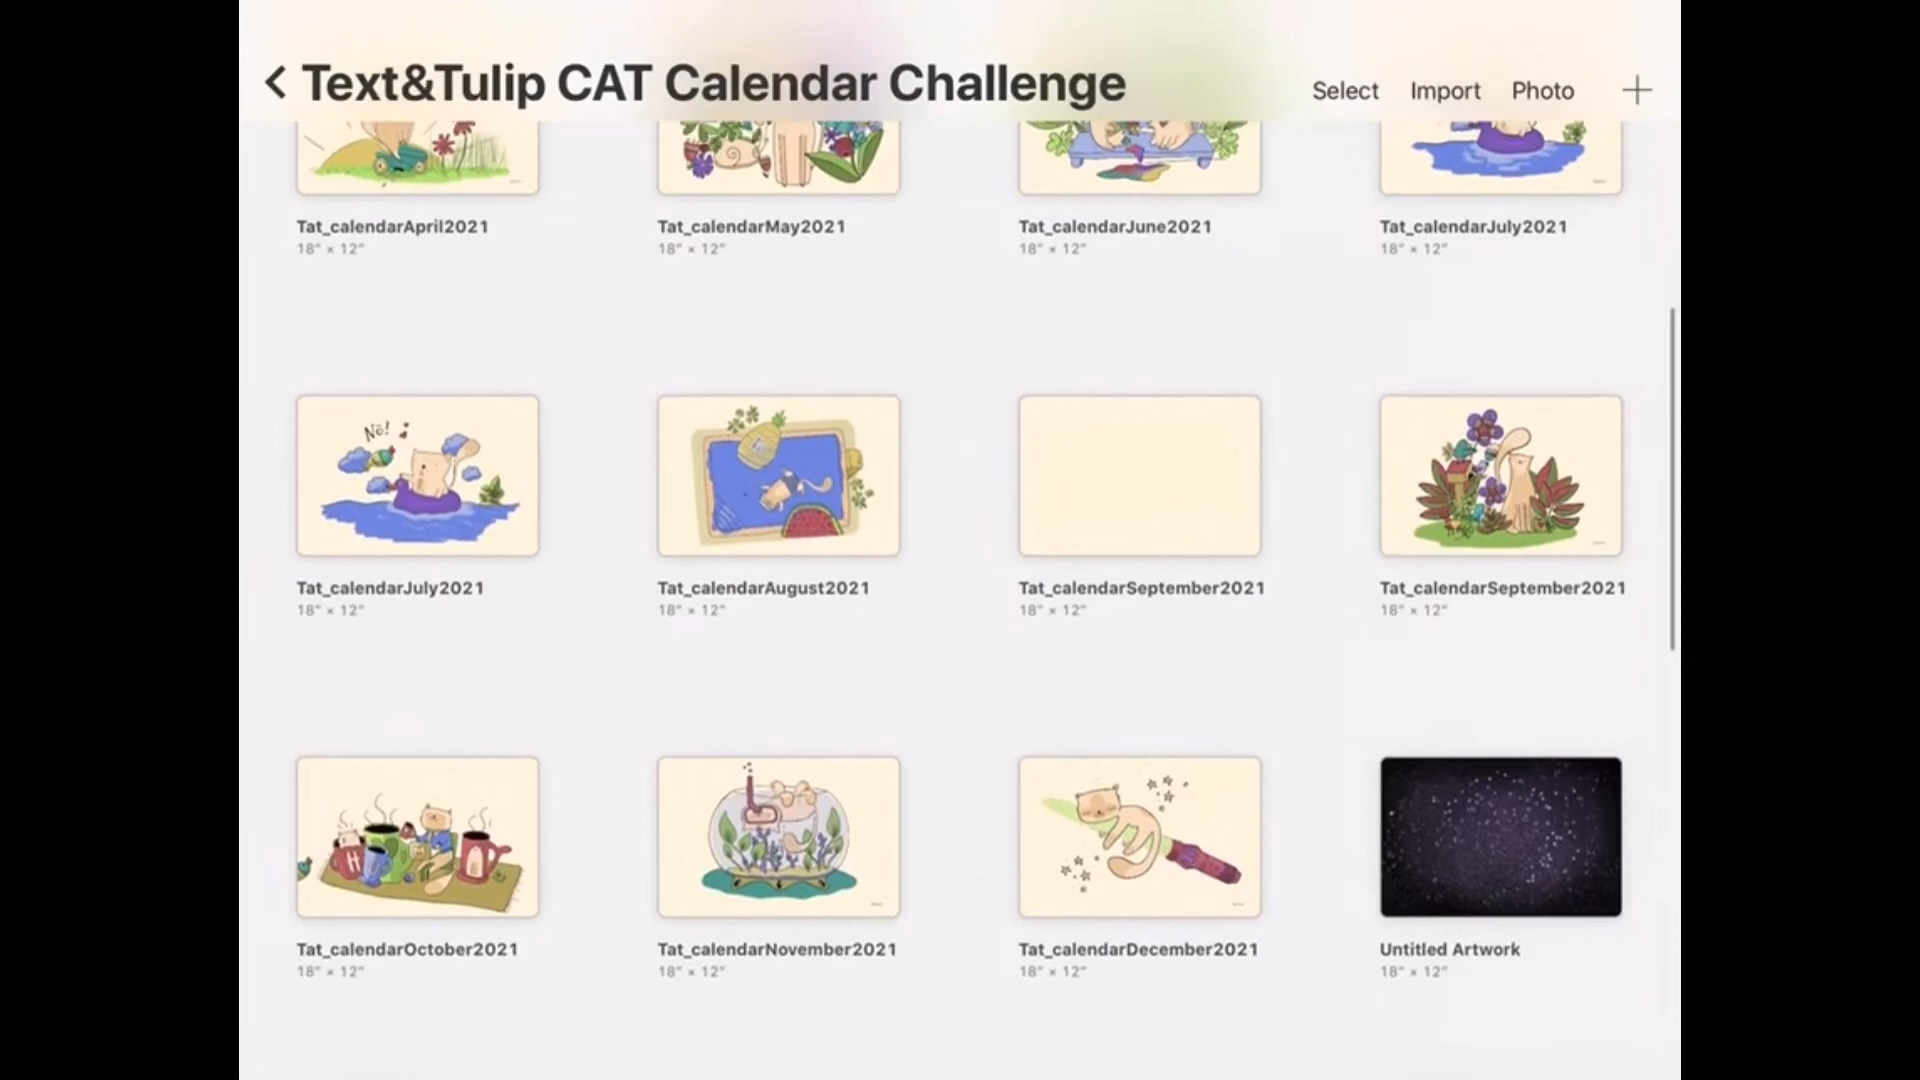 Text&Tulip CAT Calendar Challenge
Select Import Photo
Tat_calendarApril2021
18" × 12"
Tat_calendarMay2021
18" × 12"
Tat_calendarJune2021
18" × 12"
Tat_calendarJuly2021
18" × 12"
No!
Tat_calendarJuly2021
18" × 12"
Tat_calendarAugust2021
18" × 12"
Tat_calendarSeptember2021
18" × 12"
Tat_calendarSeptember2021
18" × 12"
H
Tat_calendarOctober2021
18" × 12"
Tat_calendarNovember2021
18" × 12"
Tat_calendarDecember2021
18" × 12"
Untitled Artwork
18" × 12"